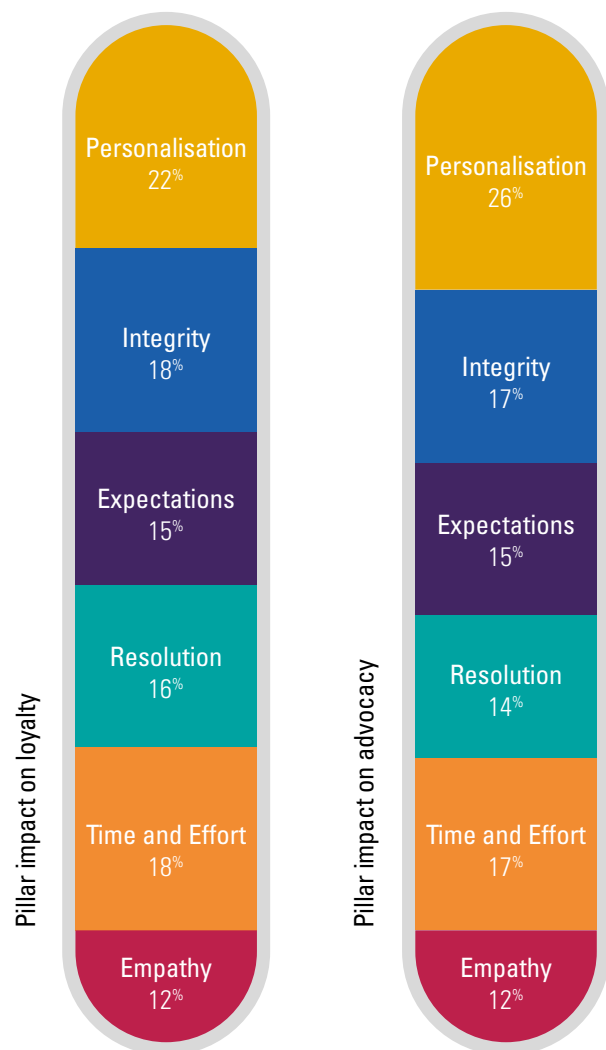 Pillar impact on loyalty
Personalisation
22%
Integrity
18%
Expectations
15%
Resolution
16%
Time and Effort
18%
Empathy
12%
Pillar impact on advocacy
Personalisation
26%
Integrity
17%
Expectations
15%
Resolution
14%
Time and Effort
17%
Empathy
12%